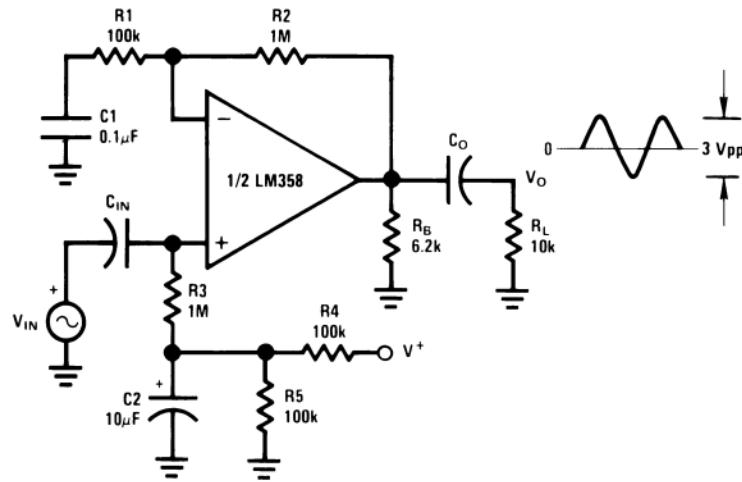 R1
100k
R2
1M
C1
0.1μF
−
1/2 LM358
+
C_O
V_O
0
3 Vpp
C_IN
R_B
6.2k
R_L
10k
+
V_IN
R3
1M
R4
100k
V⁺
+
C2
10μF
R5
100k